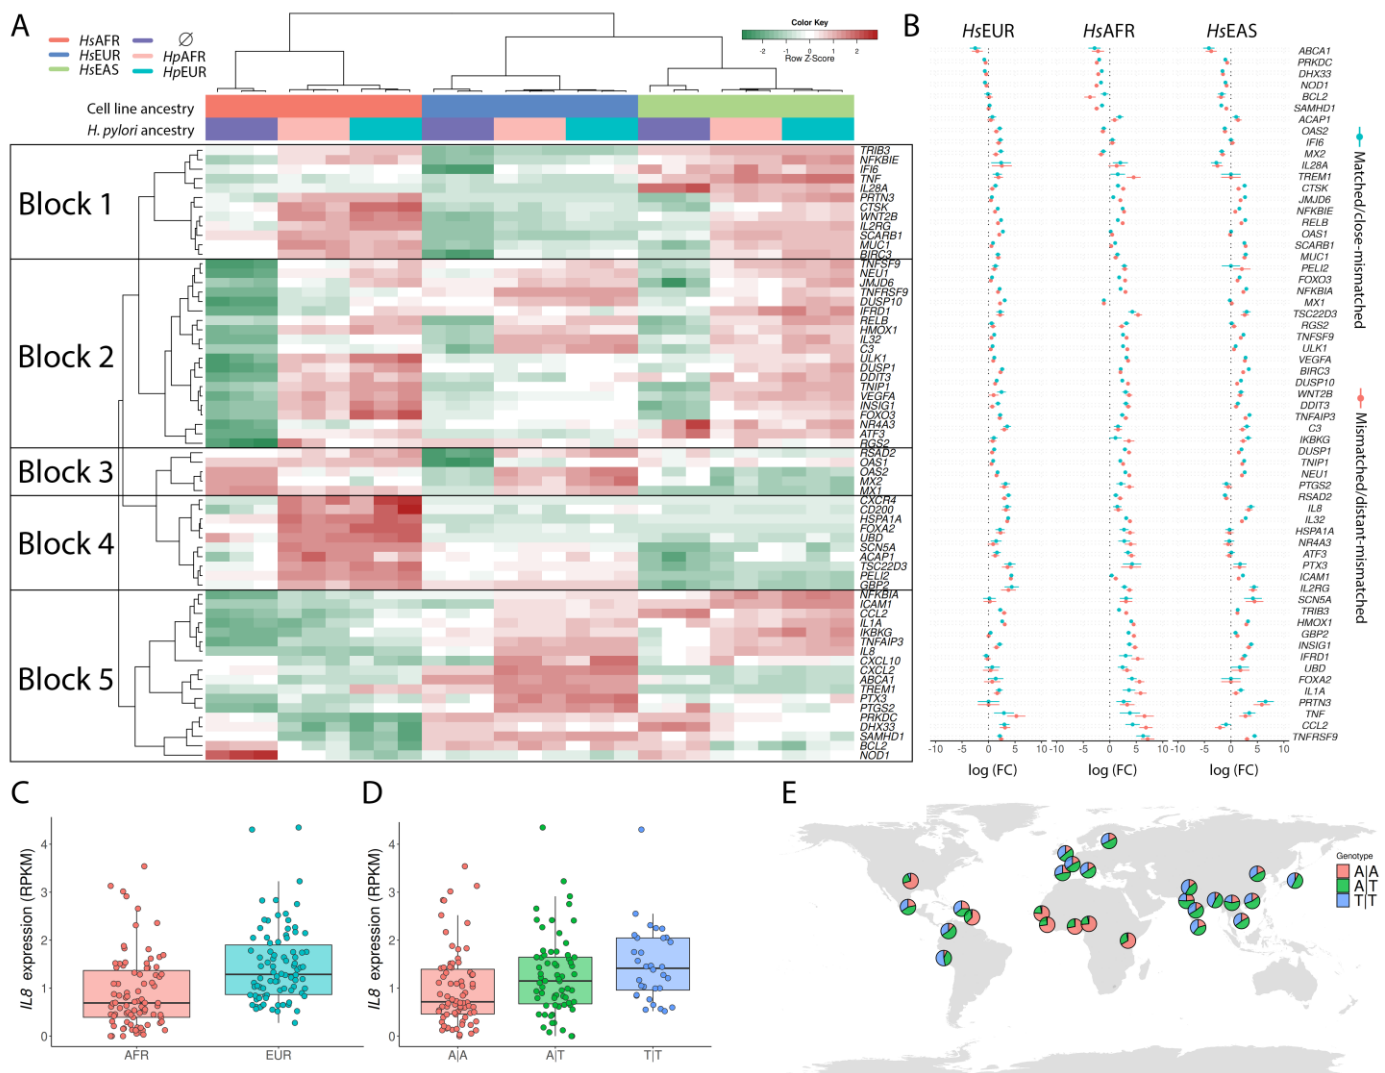 A
HsAFR
HsEUR
HsEAS
∅
HpAFR
HpEUR
Color Key
-2 -1 0 1 2
Row Z-Score
Cell line ancestry
H. pylori ancestry
Block 1
TRIB3
NFKBIE
IFI6
TNF
IL28A
PRTN3
CTSK
WNT2B
IL2RG
SCARB1
MUC1
BIRC3
Block 2
TNFSF9
NEU1
JMJD6
TNFRSF9
DUSP10
IFRD1
RELB
HMOX1
IL32
C3
ULK1
DUSP1
DDIT3
TNIP1
VEGFA
INSIG1
FOXO3
NR4A3
ATF3
RGS2
Block 3
RSAD2
OAS1
OAS2
MX2
MX1
Block 4
CXCR4
CD200
HSPA1A
FOXA2
UBD
SCN5A
ACAP1
TSC22D3
PELI2
GBP2
Block 5
NFKBIA
ICAM1
CCL2
IL1A
IKBKG
TNFAIP3
IL8
CXCL10
CXCL2
ABCA1
TREM1
PTX3
PTGS2
PRKDC
DHX33
SAMHD1
BCL2
NOD1
B
HsEUR HsAFR HsEAS
ABCA1
PRKDC
DHX33
NOD1
BCL2
SAMHD1
ACAP1
OAS2
IFI6
MX2
IL28A
TREM1
CTSK
JMJD6
NFKBIE
RELB
OAS1
SCARB1
MUC1
PELI2
FOXO3
NFKBIA
MX1
TSC22D3
RGS2
TNFSF9
ULK1
VEGFA
BIRC3
DUSP10
WNT2B
DDIT3
TNFAIP3
C3
IKBKG
DUSP1
TNIP1
NEU1
PTGS2
RSAD2
IL8
IL32
HSPA1A
NR4A3
ATF3
PTX3
ICAM1
IL2RG
SCN5A
TRIB3
HMOX1
GBP2
INSIG1
IFRD1
UBD
FOXA2
IL1A
PRTN3
TNF
CCL2
TNFRSF9
-10 -5 0 5 10 -10 -5 0 5 10 -10 -5 0 5 10
log (FC) log (FC) log (FC)
Matched/close-mismatched
Mismatched/distant-mismatched
C
IL8 expression (RPKM)
4
3
2
1
0
AFR EUR
D
IL8 expression (RPKM)
4
3
2
1
0
A|A A|T T|T
E
Genotype
A|A
A|T
T|T